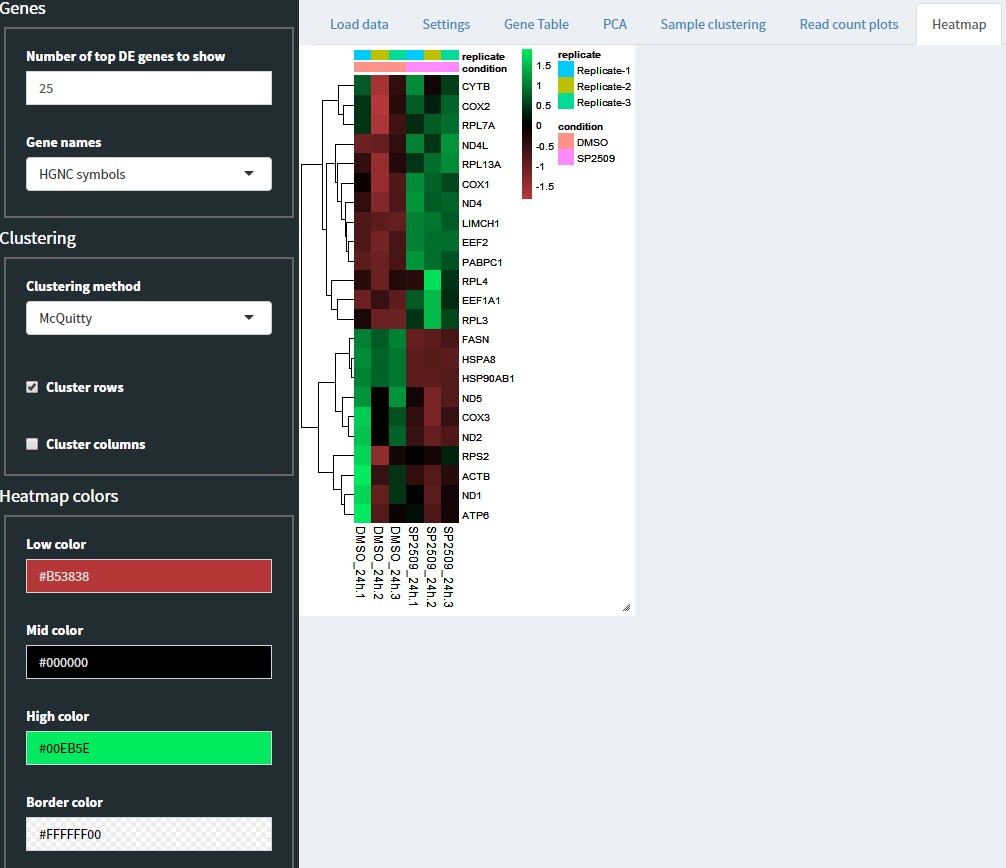 Genes
Number of top DE genes to show
25
Gene names
HGNC symbols
Clustering
Clustering method
McQuitty
Cluster rows
Cluster columns
Heatmap colors
Low color
#B53838
Mid color
#000000
High color
#00EB5E
Border color
#FFFFFF00
Load data Settings Gene Table PCA Sample clustering Read count plots Heatmap
replicate
condition
CYTB
COX2
RPL7A
ND4L
RPL13A
COX1
ND4
LIMCH1
EEF2
PABPC1
RPL4
EEF1A1
RPL3
FASN
HSPA8
HSP90AB1
ND5
COX3
ND2
RPS2
ACTB
ND1
ATP6
DMSO_24h.1
DMSO_24h.2
DMSO_24h.3
SP2509_24h.1
SP2509_24h.2
SP2509_24h.3
1.5
1
0.5
0
-0.5
-1
-1.5
replicate
Replicate-1
Replicate-2
Replicate-3
condition
DMSO
SP2509